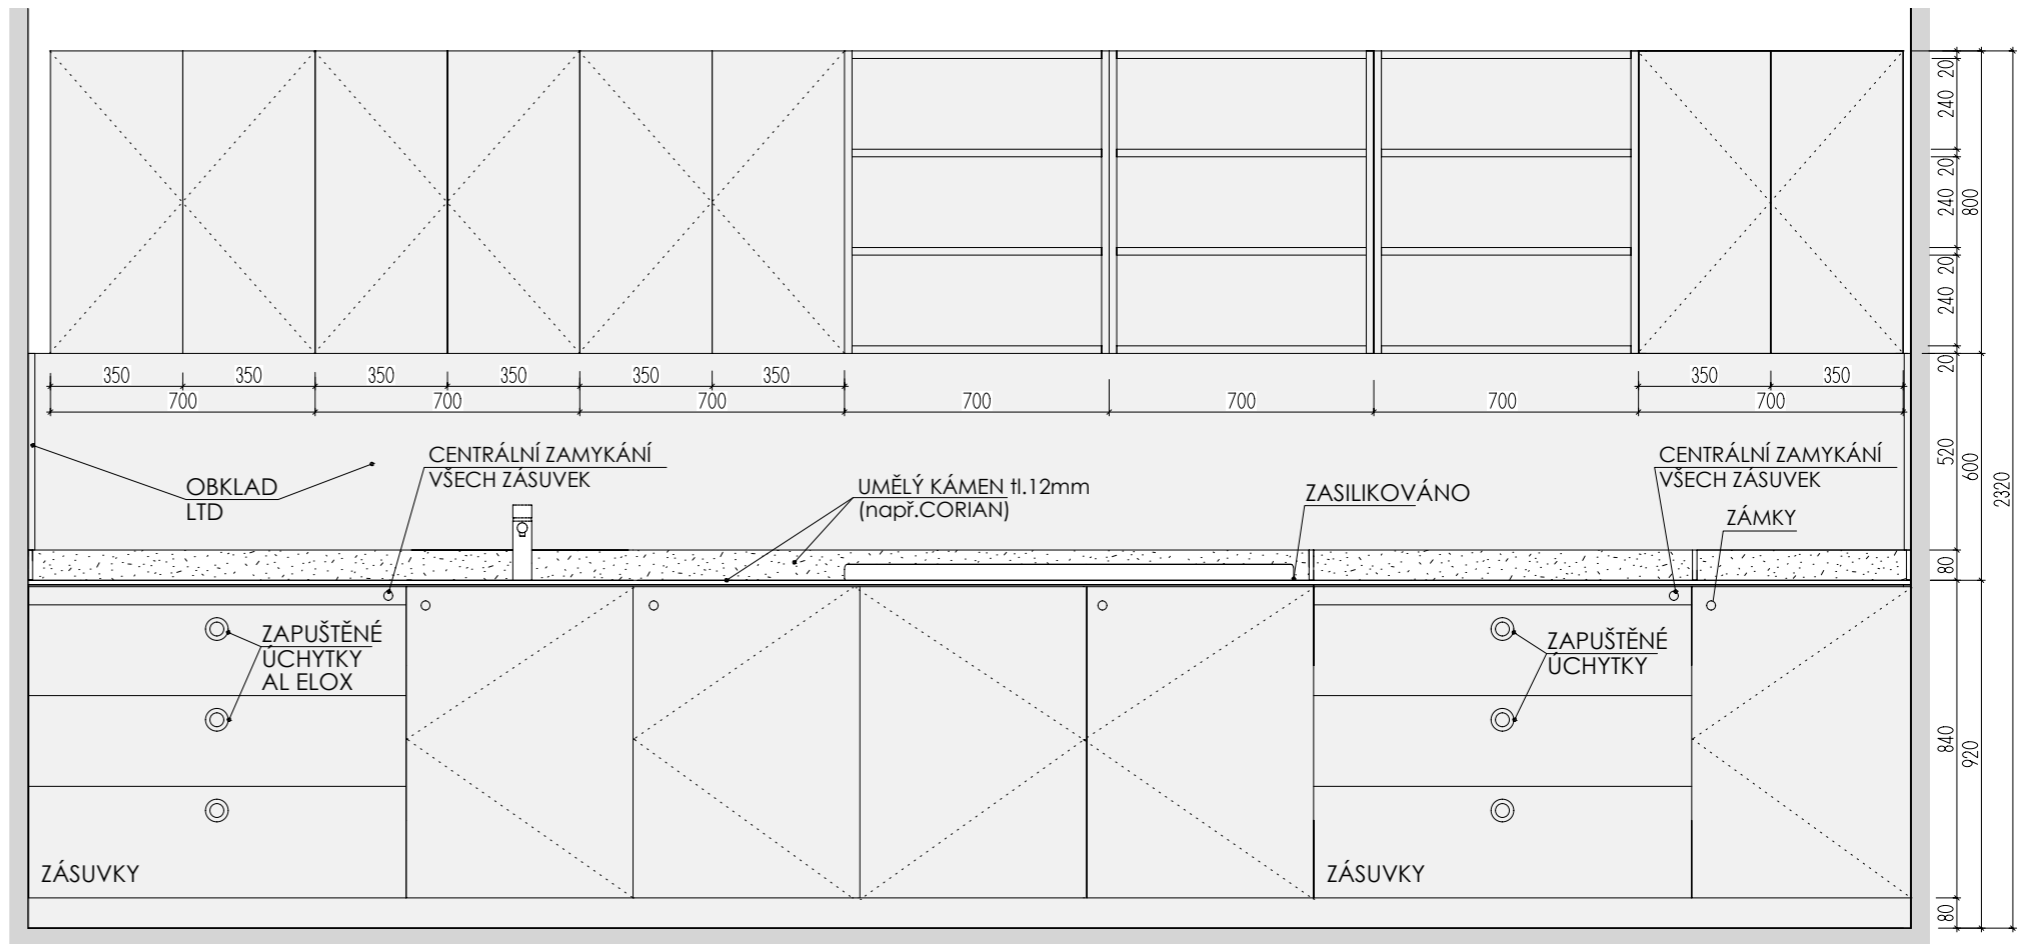 20
240
20
240
800
20
240
20
350
350
350
350
350
350
350
350
700
700
700
700
700
700
700
520
600
2320
CENTRÁLNÍ ZAMYKÁNÍ
VŠECH ZÁSUVEK
CENTRÁLNÍ ZAMYKÁNÍ
VŠECH ZÁSUVEK
OBKLAD
LTD
UMĚLÝ KÁMEN tl.12mm
(např.CORIAN)
ZASILIKOVÁNO
ZÁMKY
80
ZAPUŠTĚNÉ
ÚCHYTKY
AL ELOX
ZAPUŠTĚNÉ
ÚCHYTKY
840
920
ZÁSUVKY
ZÁSUVKY
80